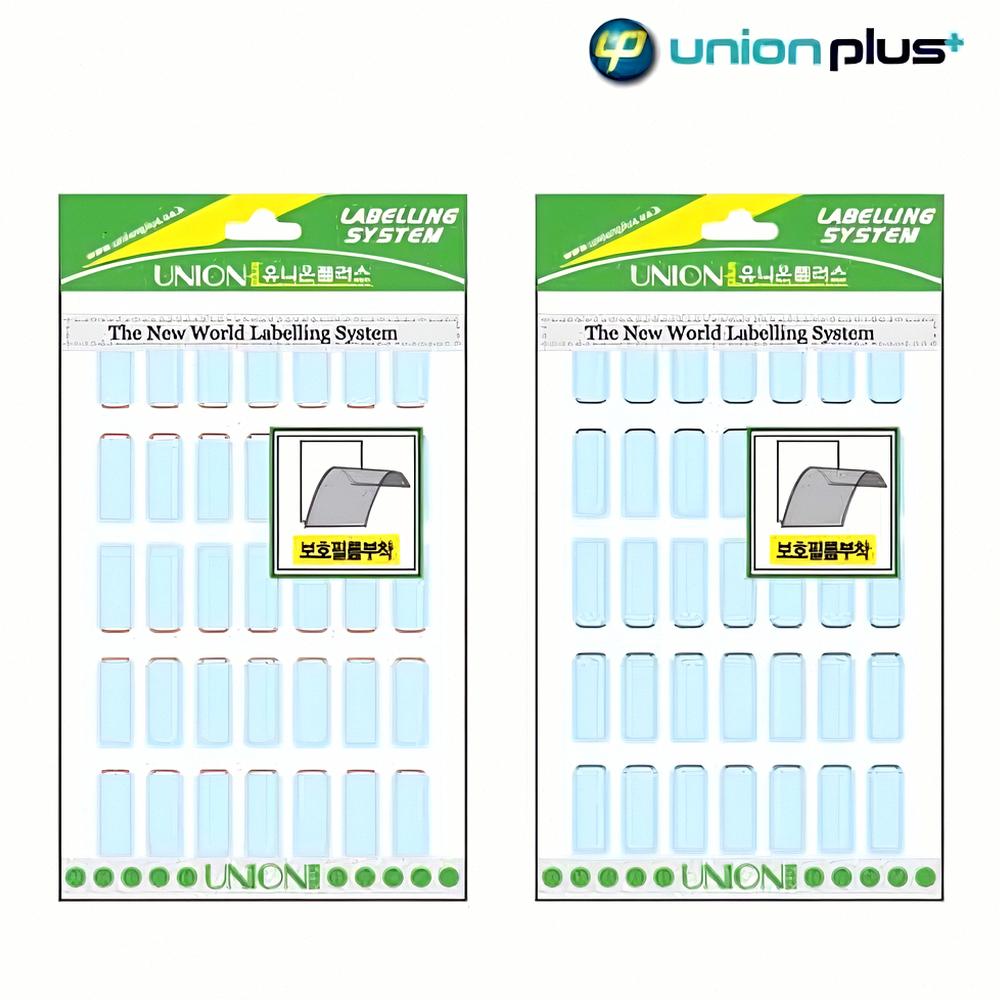 unionplus+
LABELLING
SYSTEM
UNION 유니온플러스
The New World Labelling System
보호필름부착
UNION
LABELLING
SYSTEM
UNION 유니온플러스
The New World Labelling System
보호필름부착
UNION